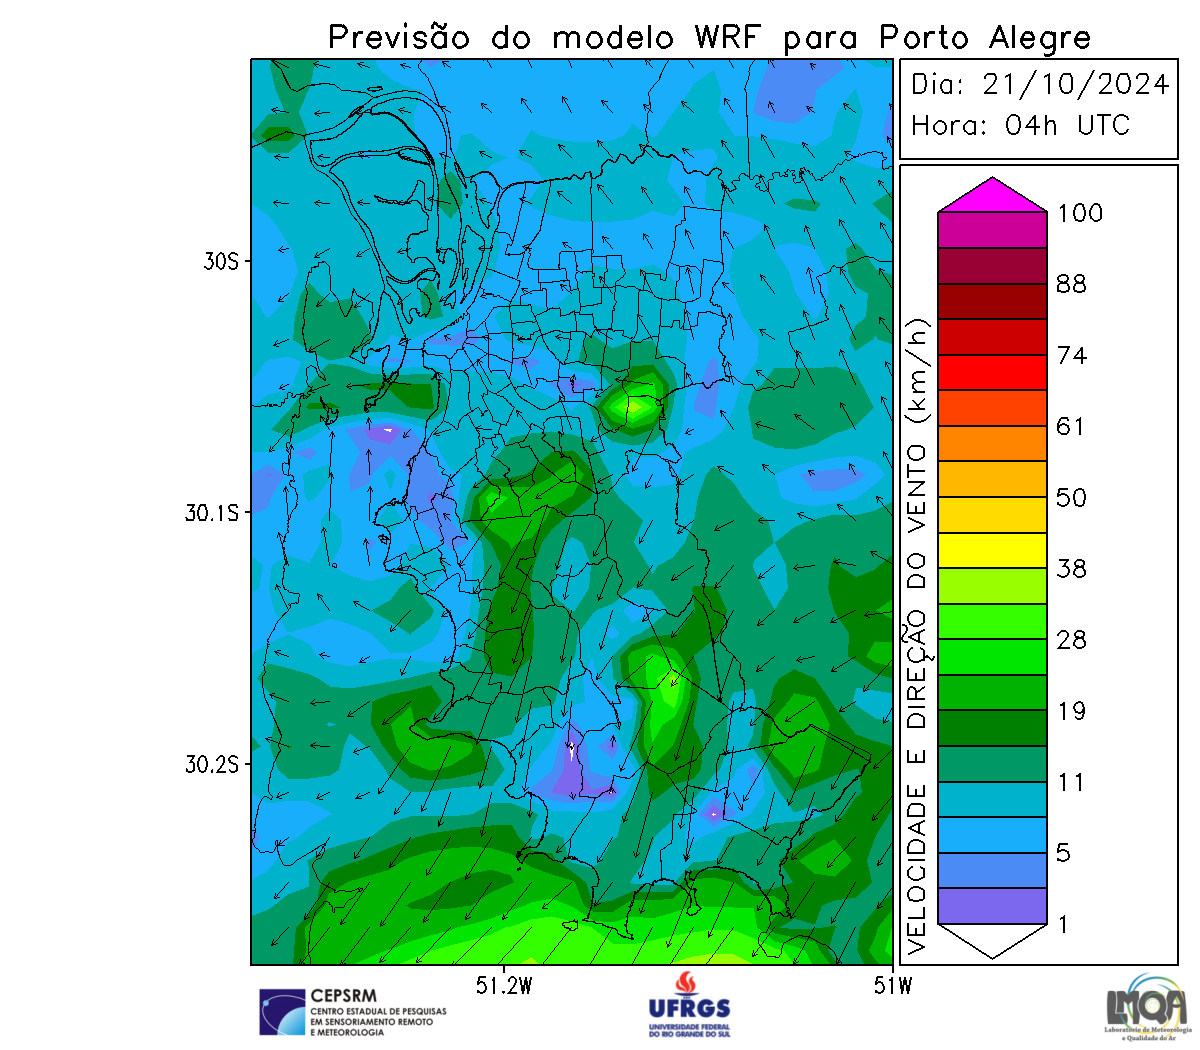 Previsão do modelo WRF para Porto Alegre
Dia: 21/10/2024
Hora: 04h UTC
30S
30.1S
30.2S
51.2W
51W
VELOCIDADE E DIREÇÃO DO VENTO (km/h)
100
88
74
61
50
38
28
19
11
5
1
CEPSRM
CENTRO ESTADUAL DE PESQUISAS
EM SENSORIAMENTO REMOTO
E METEOROLOGIA
UFRGS
UNIVERSIDADE FEDERAL
DO RIO GRANDE DO SUL
LMQA
Laboratório de Meteorologia
e Qualidade do Ar